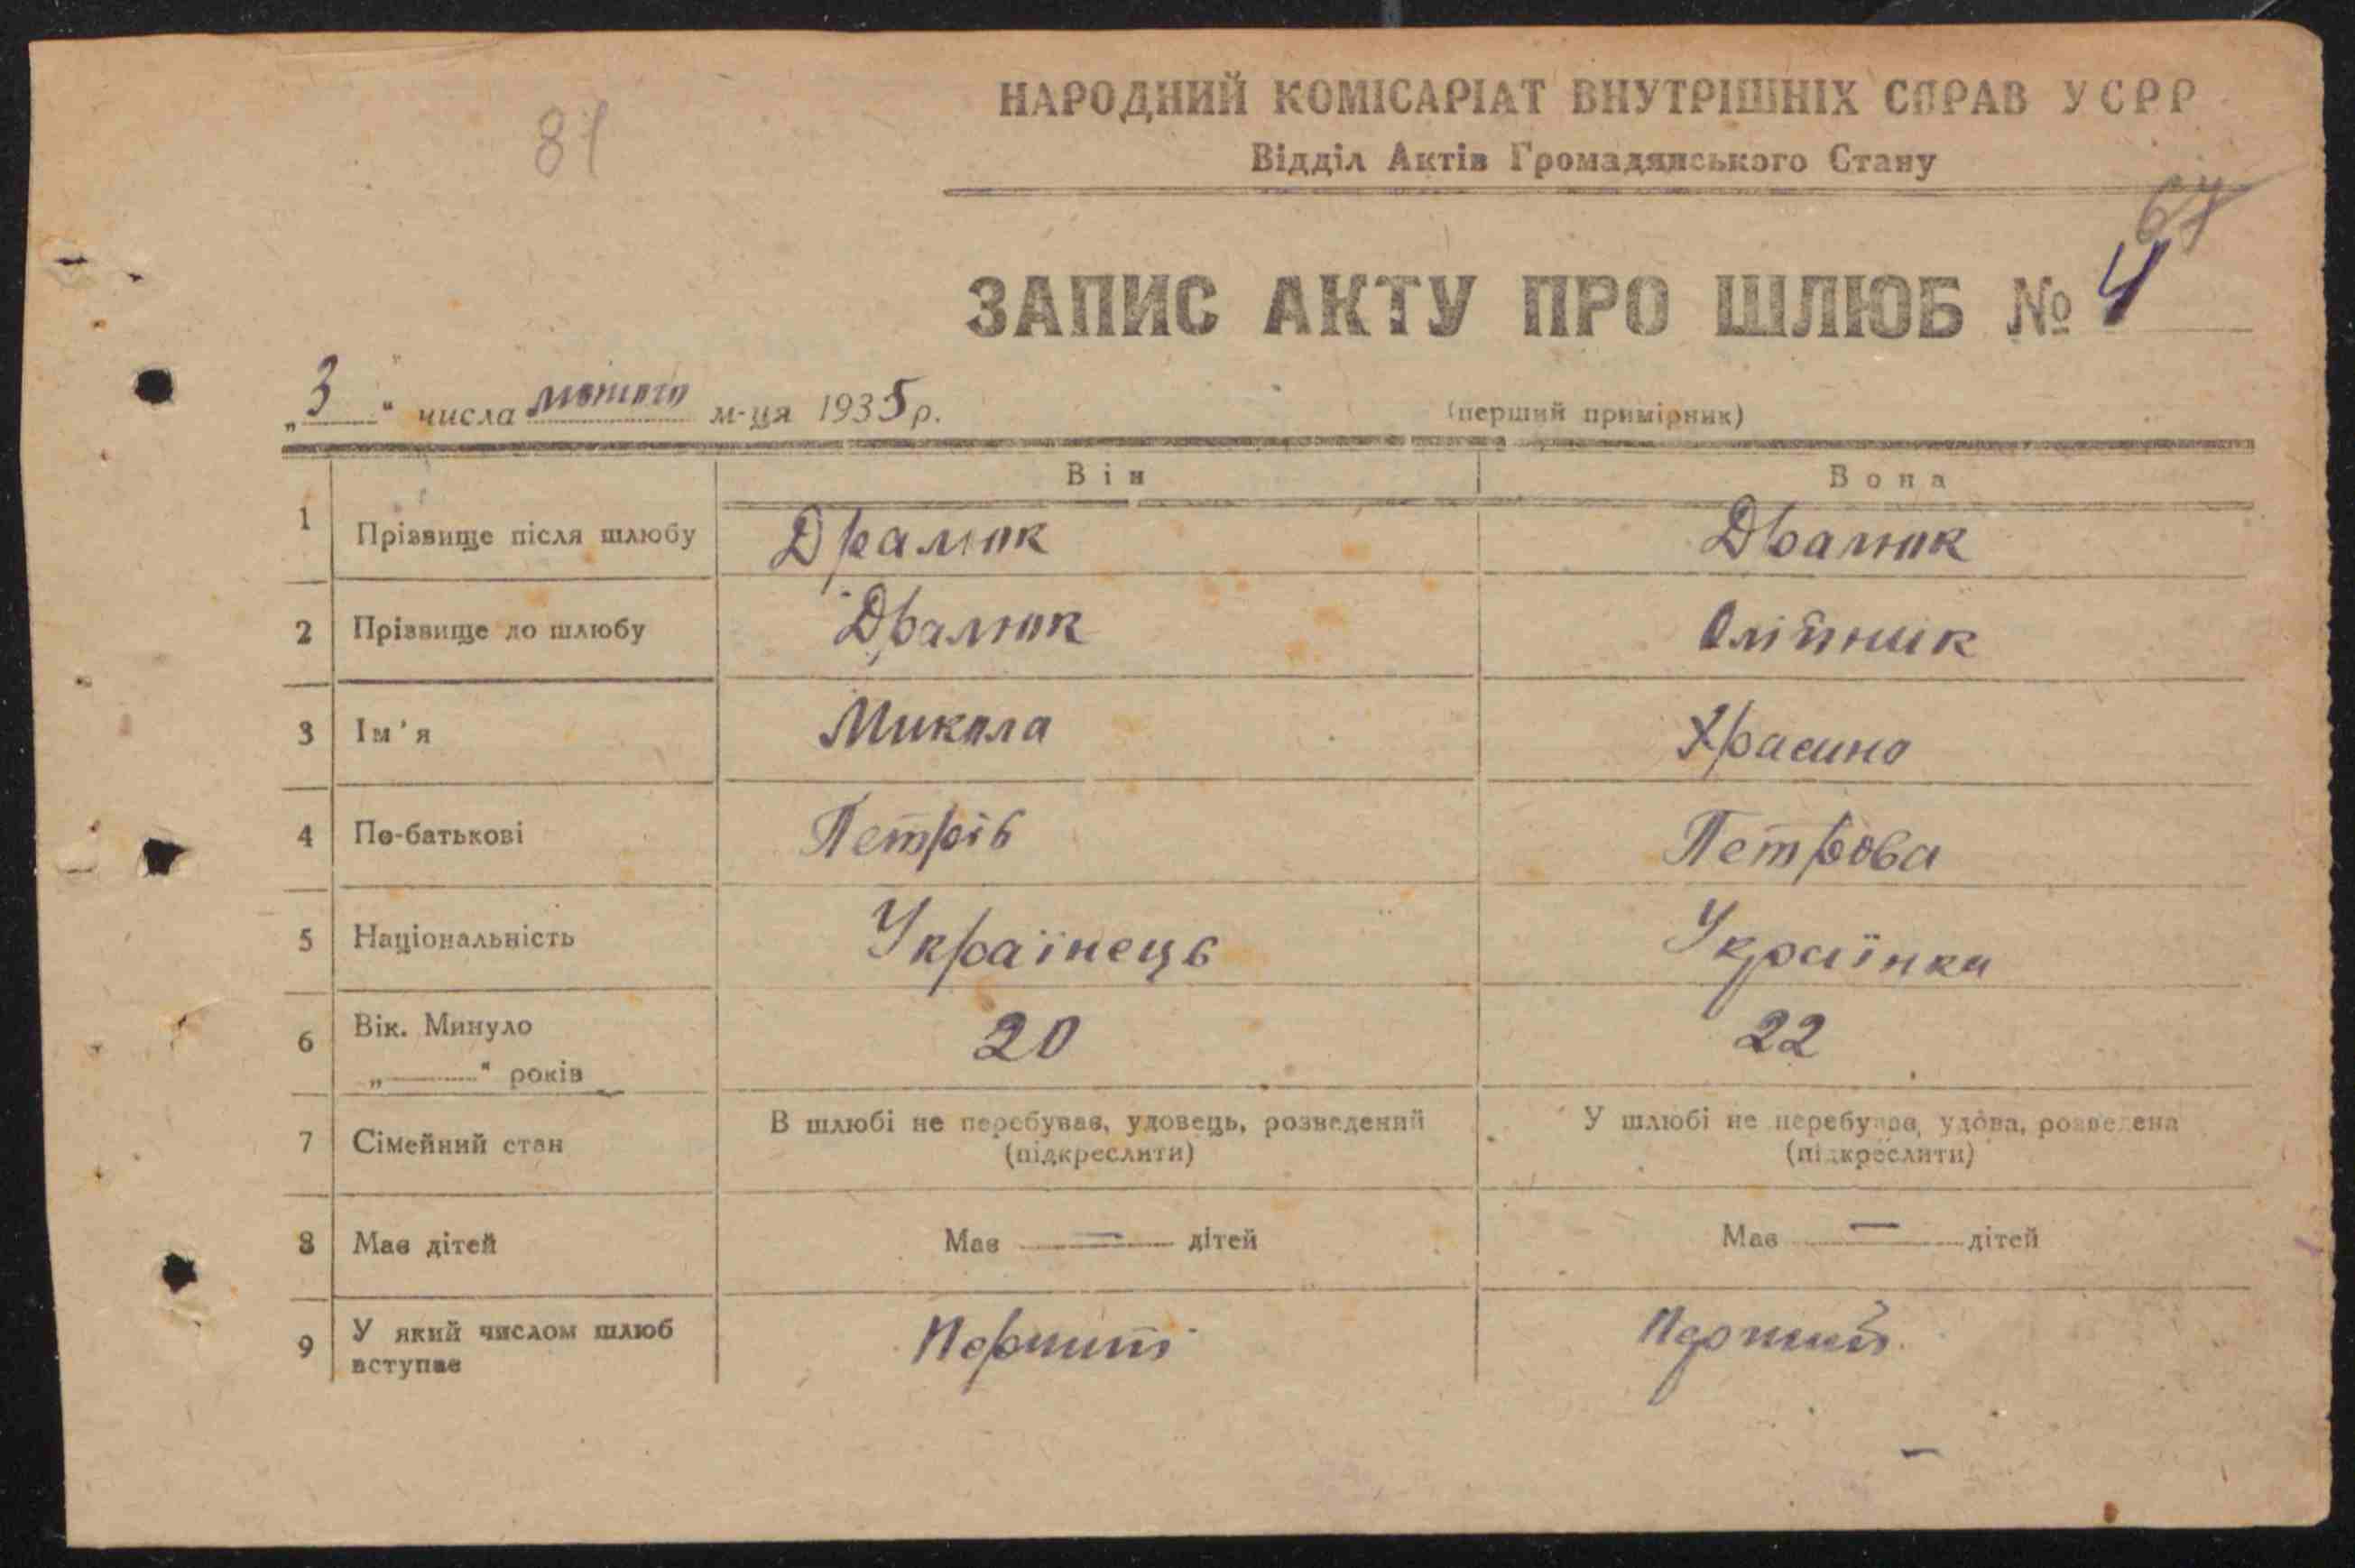 81
НАРОДНИЙ КОМІСАРІАТ ВНУТРІШНІХ СПРАВ УСРР
Відділ Актів Громадянського Стану
67
ЗАПИС АКТУ ПРО ШЛЮБ № 4
„3“ числа лютого м-ця 1935 р.
(перший примірник)
Він Вона
1 Прізвище після шлюбу Дралюк Дралюк
2 Прізвище до шлюбу Дралюк Олійник
3 Ім'я Микола
4 По-батькові Петрів Петрова
5 Національність Українець Українка
6 Вік. Минуло 20 22
„——“ років
7 Сімейний стан В шлюбі не перебував, удовець, розведений У шлюбі не перебувала, удова, розведена
(підкреслити) (підкреслити)
8 Має дітей Має — дітей Має — дітей
9 У який числом шлюб Перший Перший
вступає